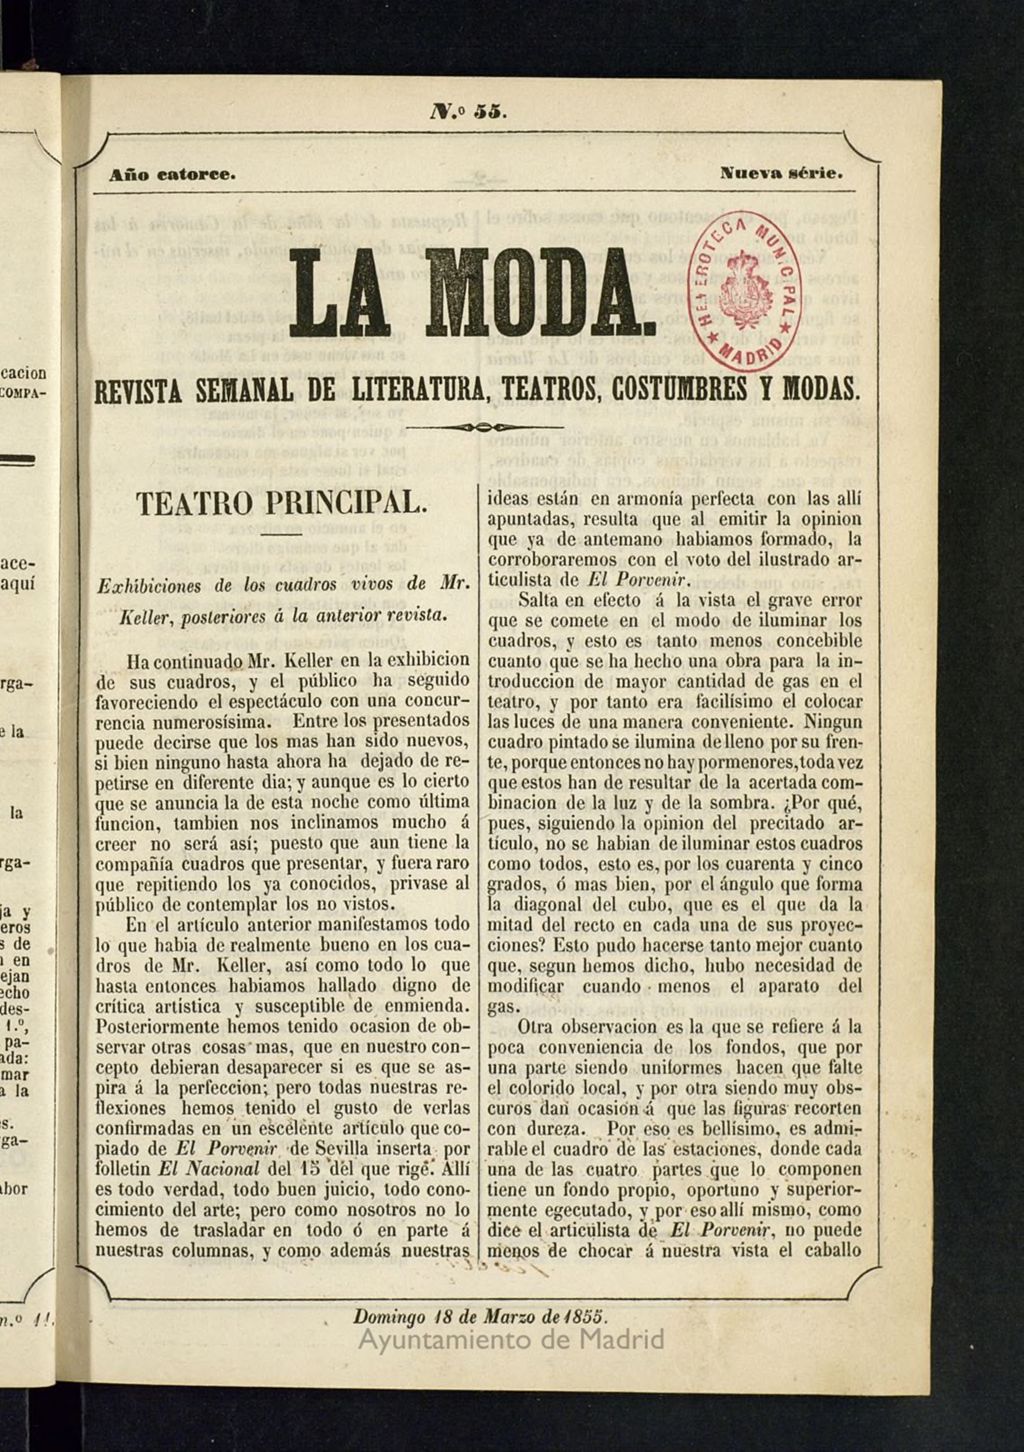 N.º 55.
Año catorce.
Nueva série.
LA MODA.
HEMEROTECA MUNICIPAL
MADRID
REVISTA SEMANAL DE LITERATURA, TEATROS, COSTUMBRES Y MODAS.
TEATRO PRINCIPAL.
Exhibiciones de los cuadros vivos de Mr.
Keller, posteriores á la anterior revista.
Ha continuado Mr. Keller en la exhibicion
de sus cuadros, y el público ha seguido
favoreciendo el espectáculo con una concur-
rencia numerosísima. Entre los presentados
puede decirse que los mas han sido nuevos,
si bien ninguno hasta ahora ha dejado de re-
petirse en diferente dia; y aunque es lo cierto
que se anuncia la de esta noche como última
funcion, tambien nos inclinamos mucho á
creer no será así; puesto que aun tiene la
compañía cuadros que presentar, y fuera raro
que repitiendo los ya conocidos, privase al
público de contemplar los no vistos.
En el artículo anterior manifestamos todo
lo que habia de realmente bueno en los cua-
dros de Mr. Keller, así como todo lo que
hasta entonces habiamos hallado digno de
crítica artística y susceptible de enmienda.
Posteriormente hemos tenido ocasion de ob-
servar otras cosas mas, que en nuestro con-
cepto debieran desaparecer si es que se as-
pira á la perfeccion; pero todas nuestras re-
flexiones hemos tenido el gusto de verlas
confirmadas en un escelente artículo que co-
piado de El Porvenir de Sevilla inserta por
folletin El Nacional del 15 del que rige. Allí
es todo verdad, todo buen juicio, todo cono-
cimiento del arte; pero como nosotros no lo
hemos de trasladar en todo ó en parte á
nuestras columnas, y como además nuestras
ideas están en armonía perfecta con las allí
apuntadas, resulta que al emitir la opinion
que ya de antemano habiamos formado, la
corroboraremos con el voto del ilustrado ar-
ticulista de El Porvenir.
Salta en efecto á la vista el grave error
que se comete en el modo de iluminar los
cuadros, y esto es tanto menos concebible
cuanto que se ha hecho una obra para la in-
troduccion de mayor cantidad de gas en el
teatro, y por tanto era facilísimo el colocar
las luces de una manera conveniente. Ningun
cuadro pintado se ilumina de lleno por su fren-
te, porque entonces no hay pormenores, toda vez
que estos han de resultar de la acertada com-
binacion de la luz y de la sombra. ¿Por qué,
pues, siguiendo la opinion del precitado ar-
tículo, no se habian de iluminar estos cuadros
como todos, esto es, por los cuarenta y cinco
grados, ó mas bien, por el ángulo que forma
la diagonal del cubo, que es el que da la
mitad del recto en cada una de sus proyec-
ciones? Esto pudo hacerse tanto mejor cuanto
que, segun hemos dicho, hubo necesidad de
modificar cuando menos el aparato del
gas.
Otra observacion es la que se refiere á la
poca conveniencia de los fondos, que por
una parte siendo uniformes hacen que falte
el colorido local, y por otra siendo muy obs-
curos dan ocasión á que las figuras recorten
con dureza. Por eso es bellísimo, es admi-
rable el cuadro de las estaciones, donde cada
una de las cuatro partes que lo componen
tiene un fondo propio, oportuno y superior-
mente egecutado, y por eso allí mismo, como
dice el articulista de El Porvenir, no puede
menos de chocar á nuestra vista el caballo
Domingo 18 de Marzo de 1855.
Ayuntamiento de Madrid
cacion
COMPA-
ace-
aquí
rga-
e la
la
rga-
ja y
eros
s de
en
ejan
echo
des-
1.º,
pa-
ada:
mar
a la
s.
ga-
abor
n.º 11.